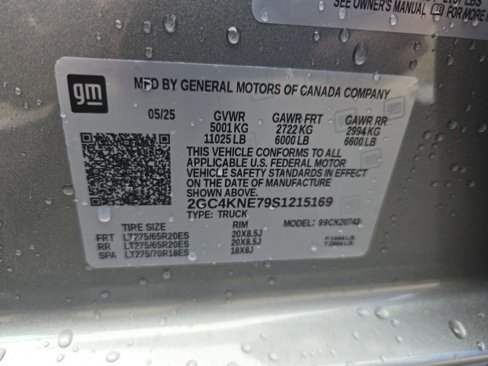 SEE OWNER'S MANUAL
FOR MORE
gm
MFD BY GENERAL MOTORS OF CANADA COMPANY
05/25 GVWR GAWR FRT GAWR RR
5001 KG 2722 KG 2994 KG
11025 LB 6000 LB 6600 LB
THIS VEHICLE CONFORMS TO ALL
APPLICABLE U.S. FEDERAL MOTOR
VEHICLE SAFETY STANDARDS
IN EFFECT ON THE DATE OF MANUFACTURE
SHOWN ABOVE.
2GC4KNE79S1215169
TYPE: TRUCK MODEL: 99CK20743
TIRE SIZE RIM
FRT LT275/65R20ES 20X8.5J
RR LT275/65R20ES 20X8.5J
SPA LT275/70R18ES 18X8J